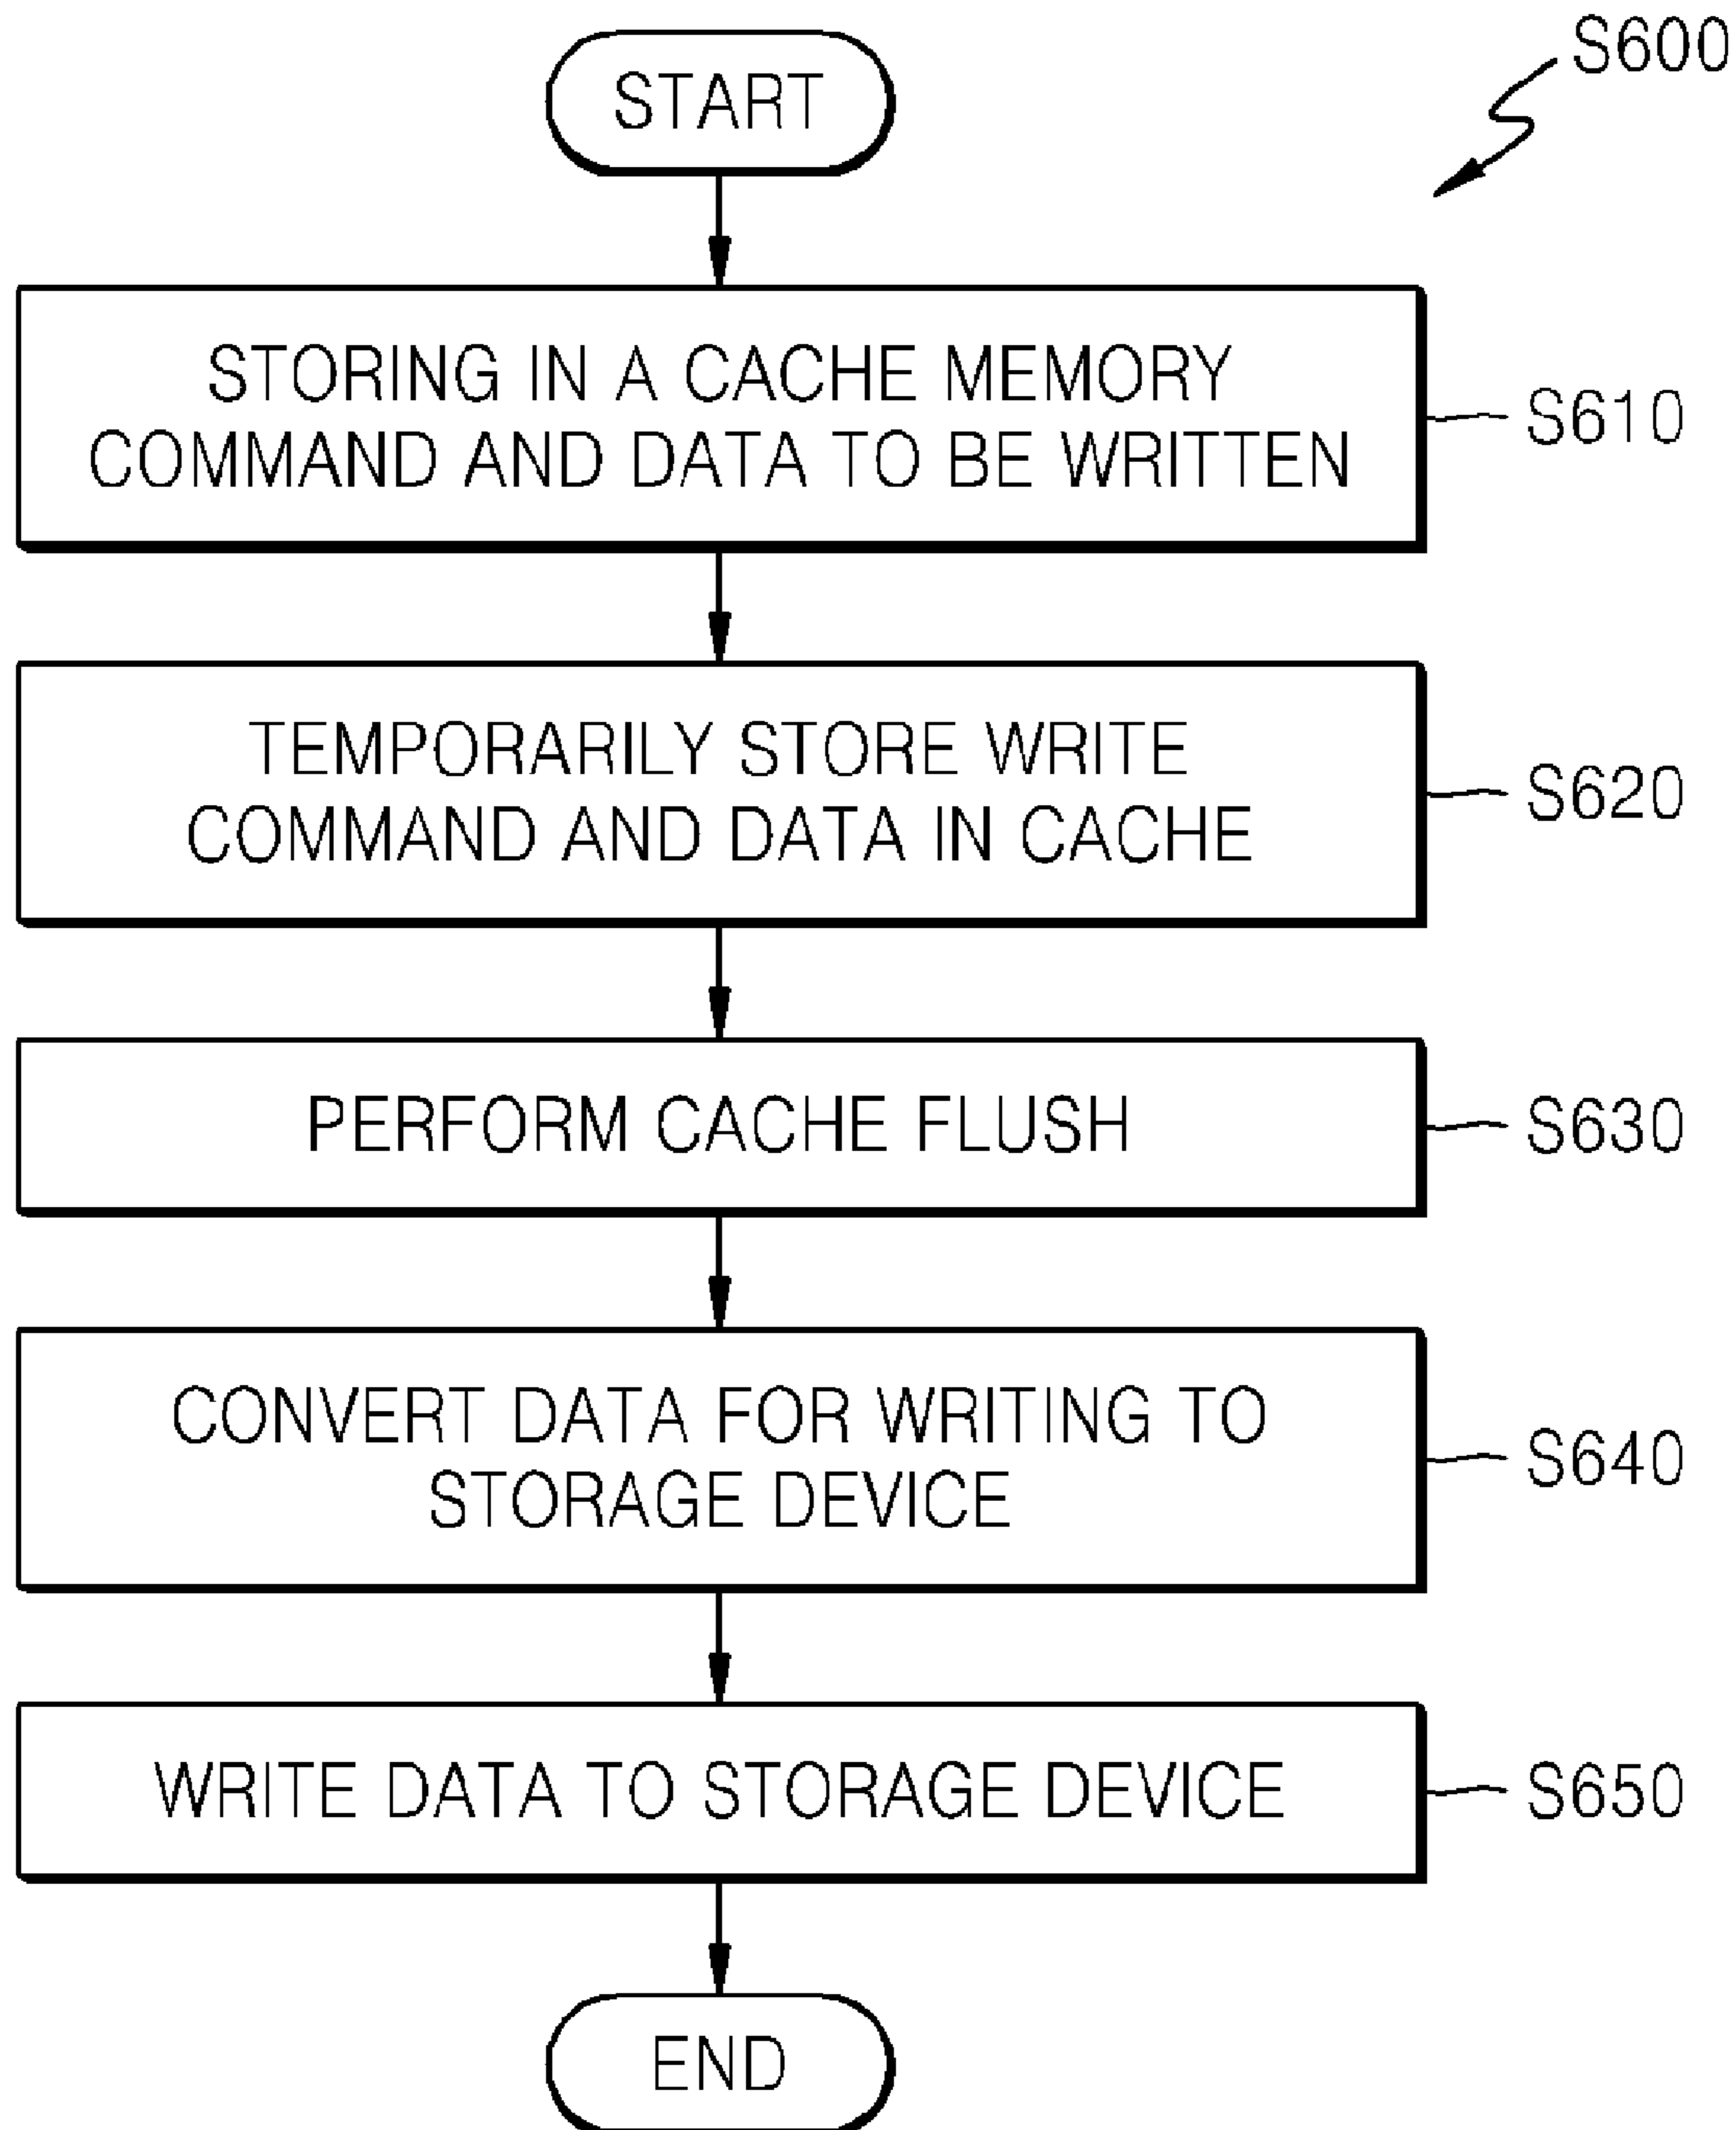 S600
START
STORING IN A CACHE MEMORY
COMMAND AND DATA TO BE WRITTEN
S610
TEMPORARILY STORE WRITE
COMMAND AND DATA IN CACHE
S620
PERFORM CACHE FLUSH
S630
CONVERT DATA FOR WRITING TO
STORAGE DEVICE
S640
WRITE DATA TO STORAGE DEVICE
S650
END